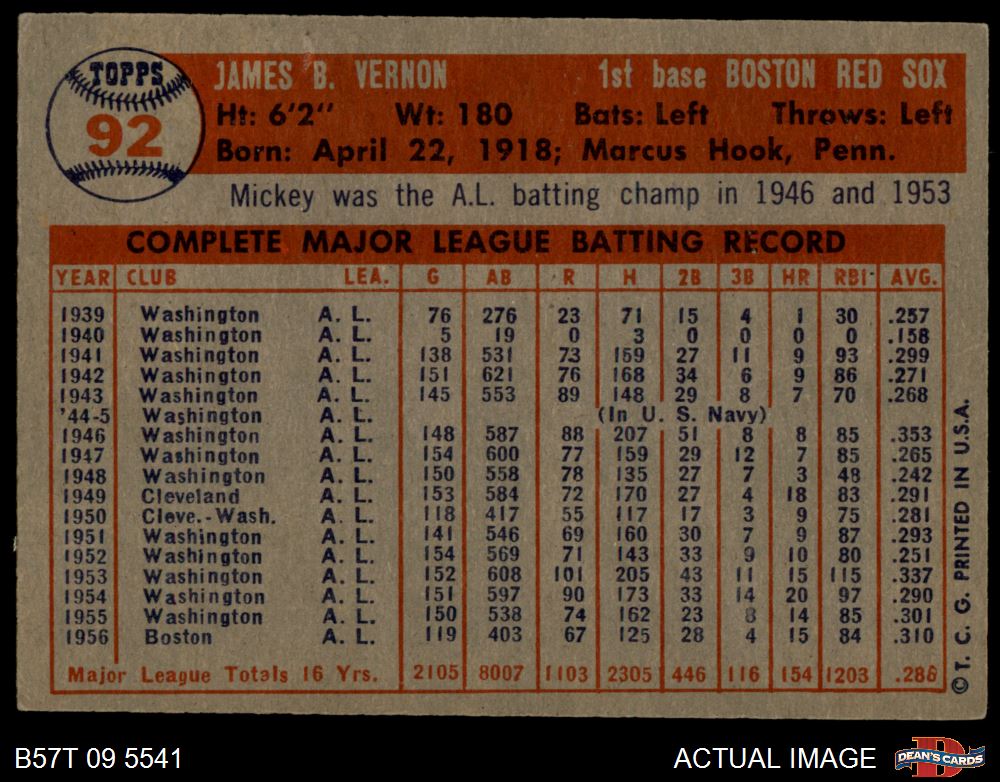 TOPPS
92
JAMES B. VERNON 1st base BOSTON RED SOX
Ht: 6'2" Wt: 180 Bats: Left Throws: Left
Born: April 22, 1918; Marcus Hook, Penn.
Mickey was the A.L. batting champ in 1946 and 1953
COMPLETE MAJOR LEAGUE BATTING RECORD
YEAR CLUB LEA. G AB R H 2B 3B HR RBI AVG.
1939 Washington A. L. 76 276 23 71 15 4 1 30 .257
1940 Washington A. L. 5 19 0 3 0 0 0 0 .158
1941 Washington A. L. 138 531 73 159 27 11 9 93 .299
1942 Washington A. L. 151 621 76 168 34 6 9 86 .271
1943 Washington A. L. 145 553 89 148 29 8 7 70 .268
'44-5 Washington A. L. (In U. S. Navy)
1946 Washington A. L. 148 587 88 207 51 8 8 85 .353
1947 Washington A. L. 154 600 77 159 29 12 7 85 .265
1948 Washington A. L. 150 558 78 135 27 7 3 48 .242
1949 Cleveland A. L. 153 584 72 170 27 4 18 83 .291
1950 Cleve.-Wash. A. L. 118 417 55 117 17 3 9 75 .281
1951 Washington A. L. 141 546 69 160 30 7 9 87 .293
1952 Washington A. L. 154 569 71 143 33 9 10 80 .251
1953 Washington A. L. 152 608 101 205 43 11 15 115 .337
1954 Washington A. L. 151 597 90 173 33 14 20 97 .290
1955 Washington A. L. 150 538 74 162 23 8 14 85 .301
1956 Boston A. L. 119 403 67 125 28 4 15 84 .310
Major League Totals 16 Yrs. 2105 8007 1103 2305 446 116 154 1203 .288
© T. C. G. PRINTED IN U.S.A.
B57T 09 5541 ACTUAL IMAGE
DEAN'S CARDS